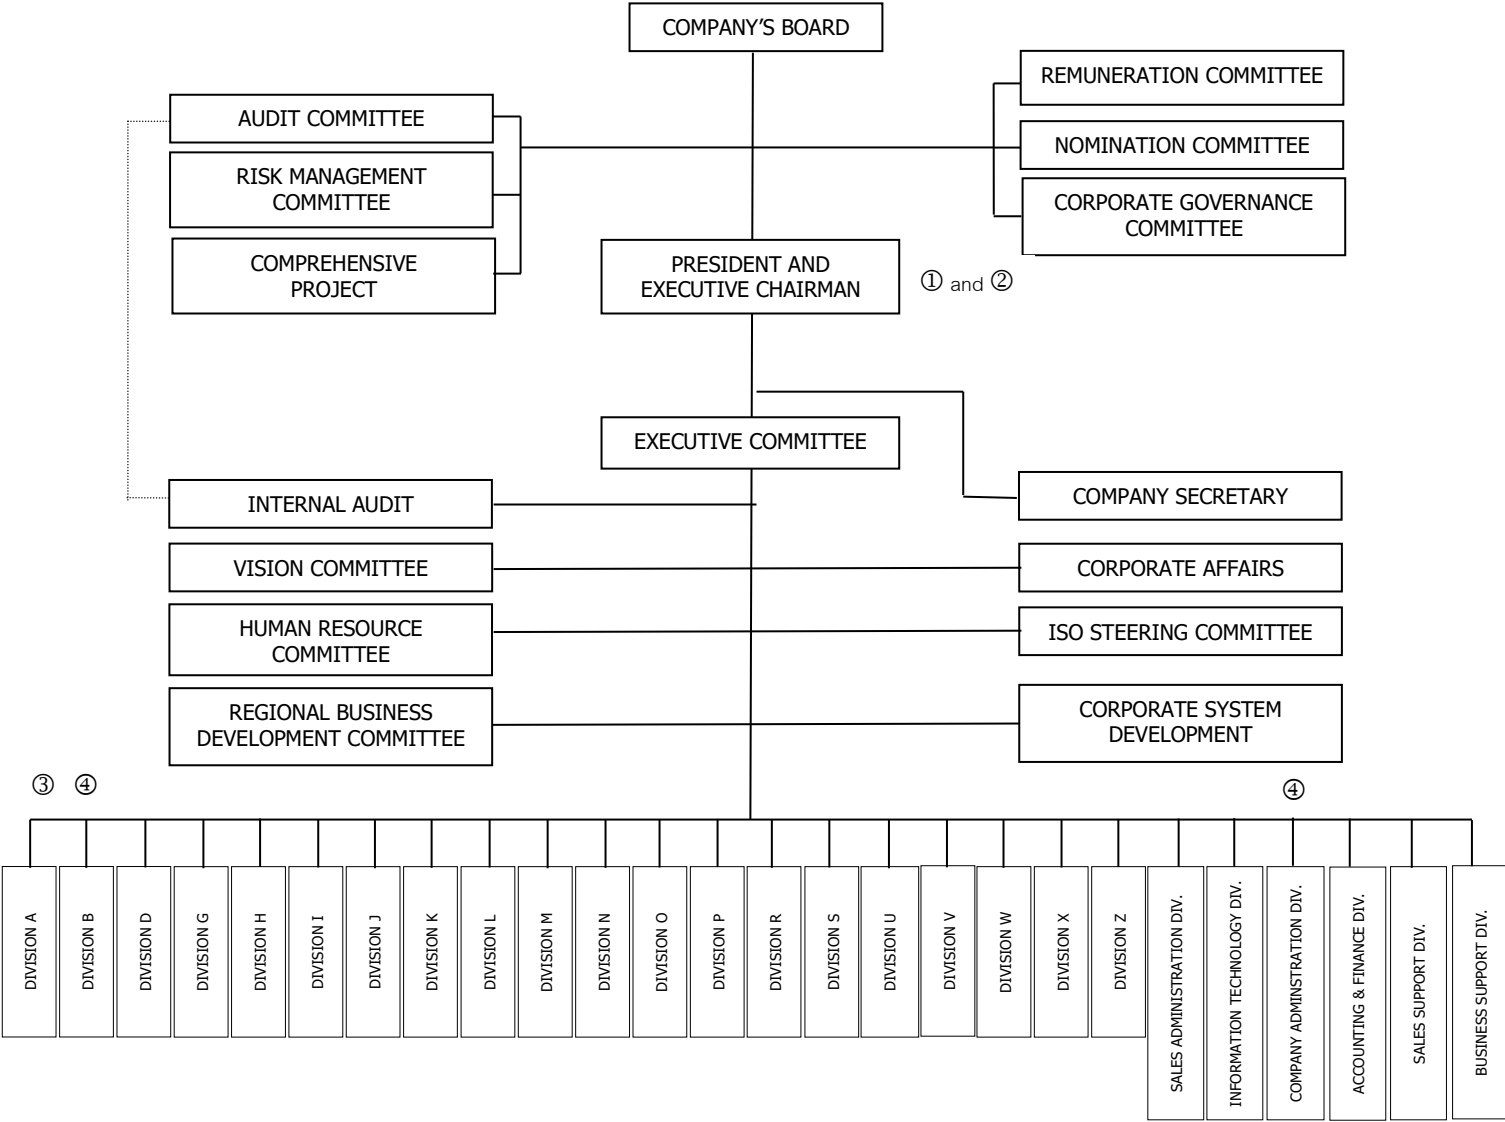 COMPANY'S BOARD
REMUNERATION COMMITTEE
AUDIT COMMITTEE
NOMINATION COMMITTEE
RISK MANAGEMENT
COMMITTEE
CORPORATE GOVERNANCE
COMMITTEE
COMPREHENSIVE
PROJECT
PRESIDENT AND
EXECUTIVE CHAIRMAN
① and ②
EXECUTIVE COMMITTEE
INTERNAL AUDIT
COMPANY SECRETARY
VISION COMMITTEE
CORPORATE AFFAIRS
HUMAN RESOURCE
COMMITTEE
ISO STEERING COMMITTEE
REGIONAL BUSINESS
DEVELOPMENT COMMITTEE
CORPORATE SYSTEM
DEVELOPMENT
③ ④
④
DIVISION A
DIVISION B
DIVISION D
DIVISION G
DIVISION H
DIVISION I
DIVISION J
DIVISION K
DIVISION L
DIVISION M
DIVISION N
DIVISION O
DIVISION P
DIVISION R
DIVISION S
DIVISION U
DIVISION V
DIVISION W
DIVISION X
DIVISION Z
SALES ADMINISTRATION DIV.
INFORMATION TECHNOLOGY DIV.
COMPANY ADMINSTRATION DIV.
ACCOUNTING & FINANCE DIV.
SALES SUPPORT DIV.
BUSINESS SUPPORT DIV.